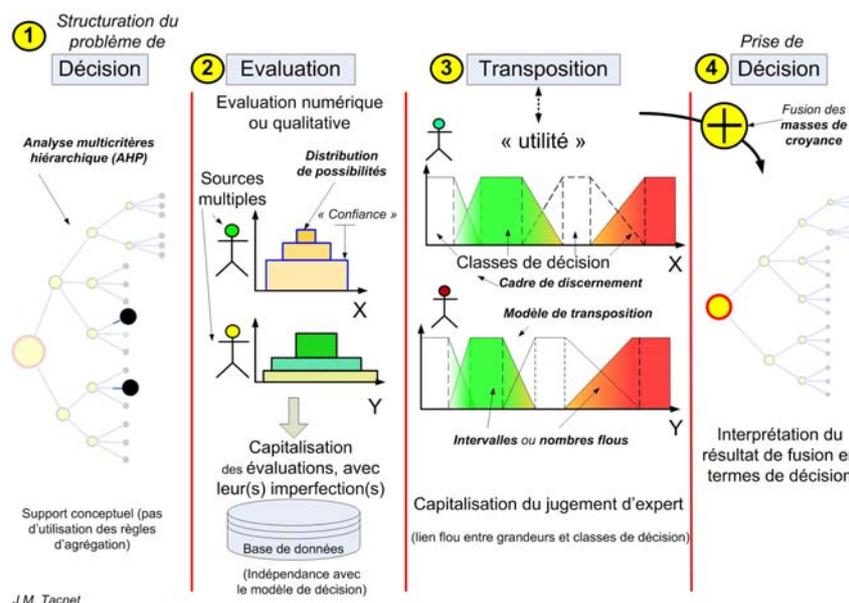 1 Structuration du
problème de
Décision
Analyse multicritères
hiérarchique (AHP)
Support conceptuel (pas
d'utilisation des règles
d'agrégation)
J.M. Tacnet
2 Evaluation
Evaluation numérique
ou qualitative
Distribution
de possibilités
Sources
multiples
« Confiance »
X
Y
Capitalisation
des évaluations, avec
leur(s) imperfection(s)
Base de données
(Indépendance avec
le modèle de décision)
3 Transposition
« utilité »
Classes de décision
X
Cadre de discernement
Modèle de transposition
Y
Intervalles ou nombres flous
Capitalisation du jugement d'expert
(lien flou entre grandeurs et classes de décision)
4 Prise de
Décision
Fusion des
masses de
croyance
Interprétation du
résultat de fusion en
termes de décision